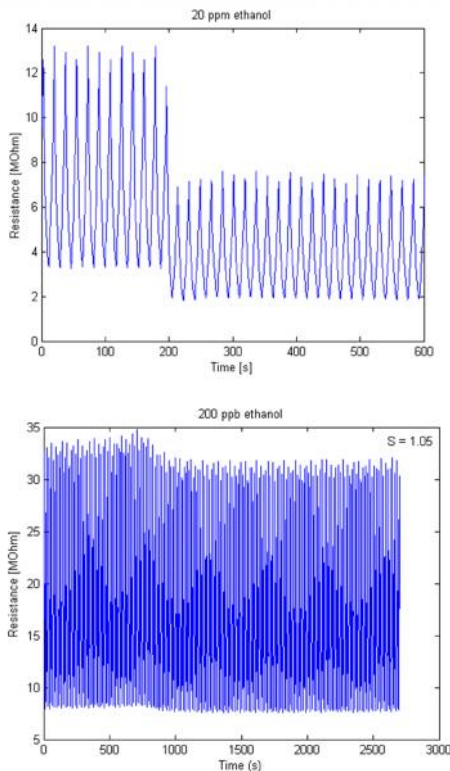 20 ppm ethanol
14
12
10
8
6
4
2
0
Resistance [MOhm]
0 100 200 300 400 500 600
Time [s]
200 ppb ethanol
S = 1.05
35
30
25
20
15
10
5
Resistance [MOhm]
0 500 1000 1500 2000 2500 3000
Time (s)